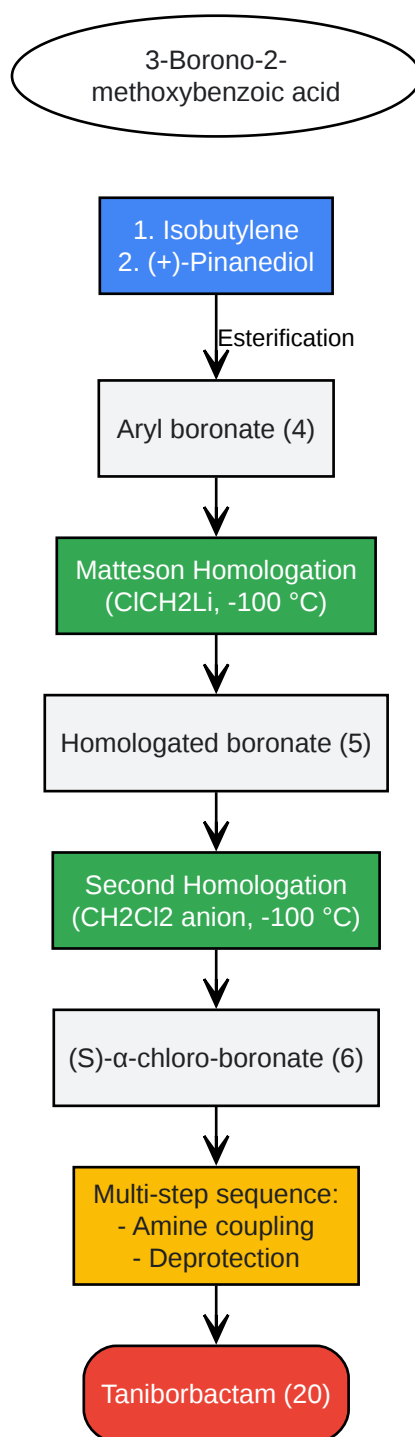 3-Borono-2-
methoxybenzoic acid
1. Isobutylene
2. (+)-Pinanediol
Esterification
Aryl boronate (4)
Matteson Homologation
(ClCH2Li, -100 °C)
Homologated boronate (5)
Second Homologation
(CH2Cl2 anion, -100 °C)
(S)-α-chloro-boronate (6)
Multi-step sequence:
- Amine coupling
- Deprotection
Taniborbactam (20)